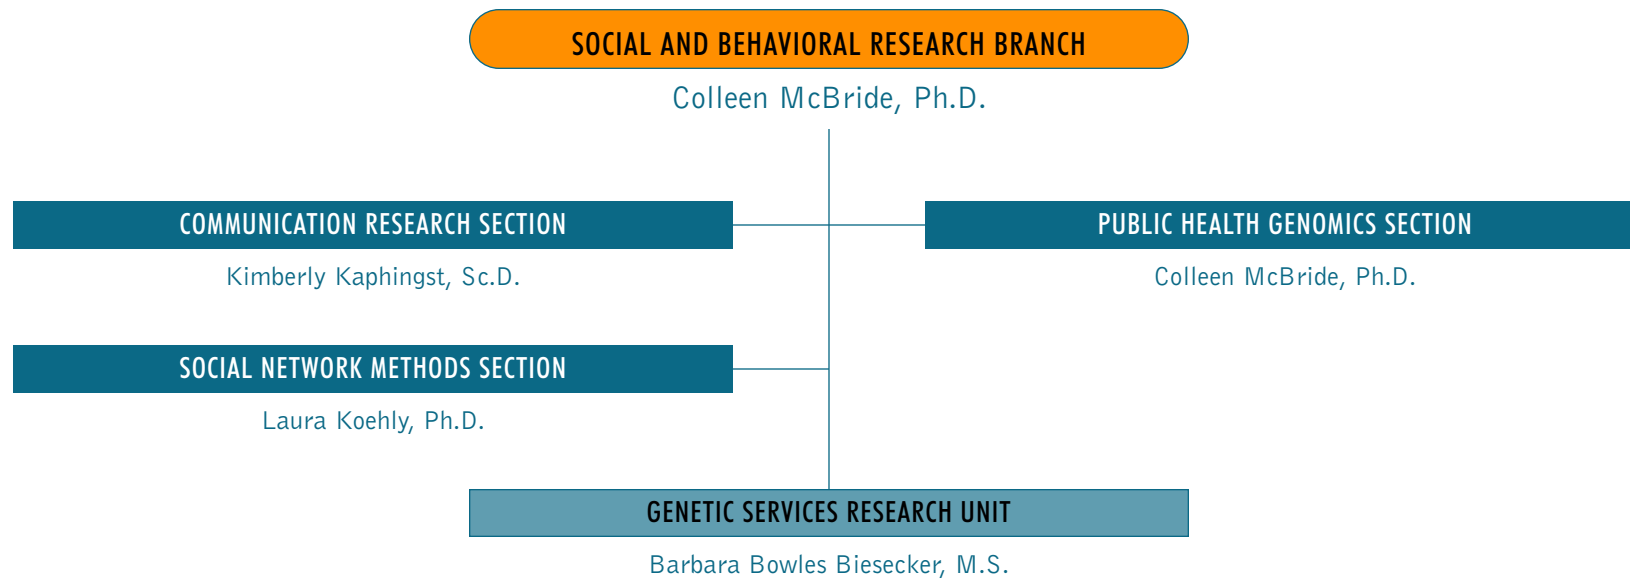 SOCIAL AND BEHAVIORAL RESEARCH BRANCH
Colleen McBride, Ph.D.
COMMUNICATION RESEARCH SECTION
Kimberly Kaphingst, Sc.D.
PUBLIC HEALTH GENOMICS SECTION
Colleen McBride, Ph.D.
SOCIAL NETWORK METHODS SECTION
Laura Koehly, Ph.D.
GENETIC SERVICES RESEARCH UNIT
Barbara Bowles Biesecker, M.S.